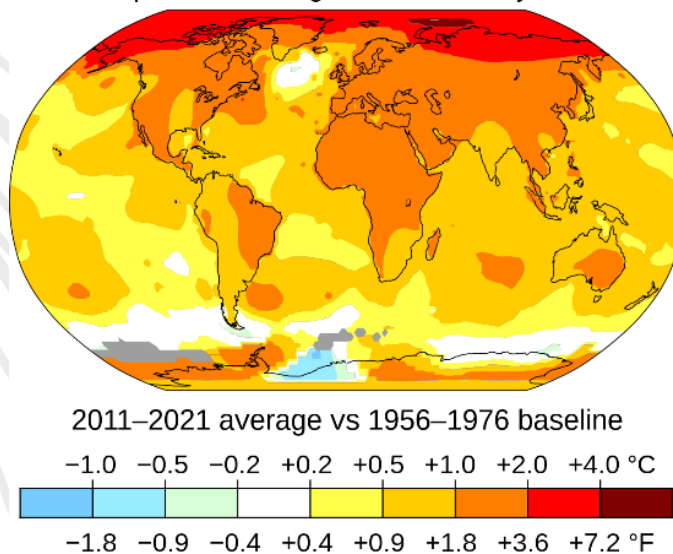 2011–2021 average vs 1956–1976 baseline
−1.0 −0.5 −0.2 +0.2 +0.5 +1.0 +2.0 +4.0 °C
−1.8 −0.9 −0.4 +0.4 +0.9 +1.8 +3.6 +7.2 °F